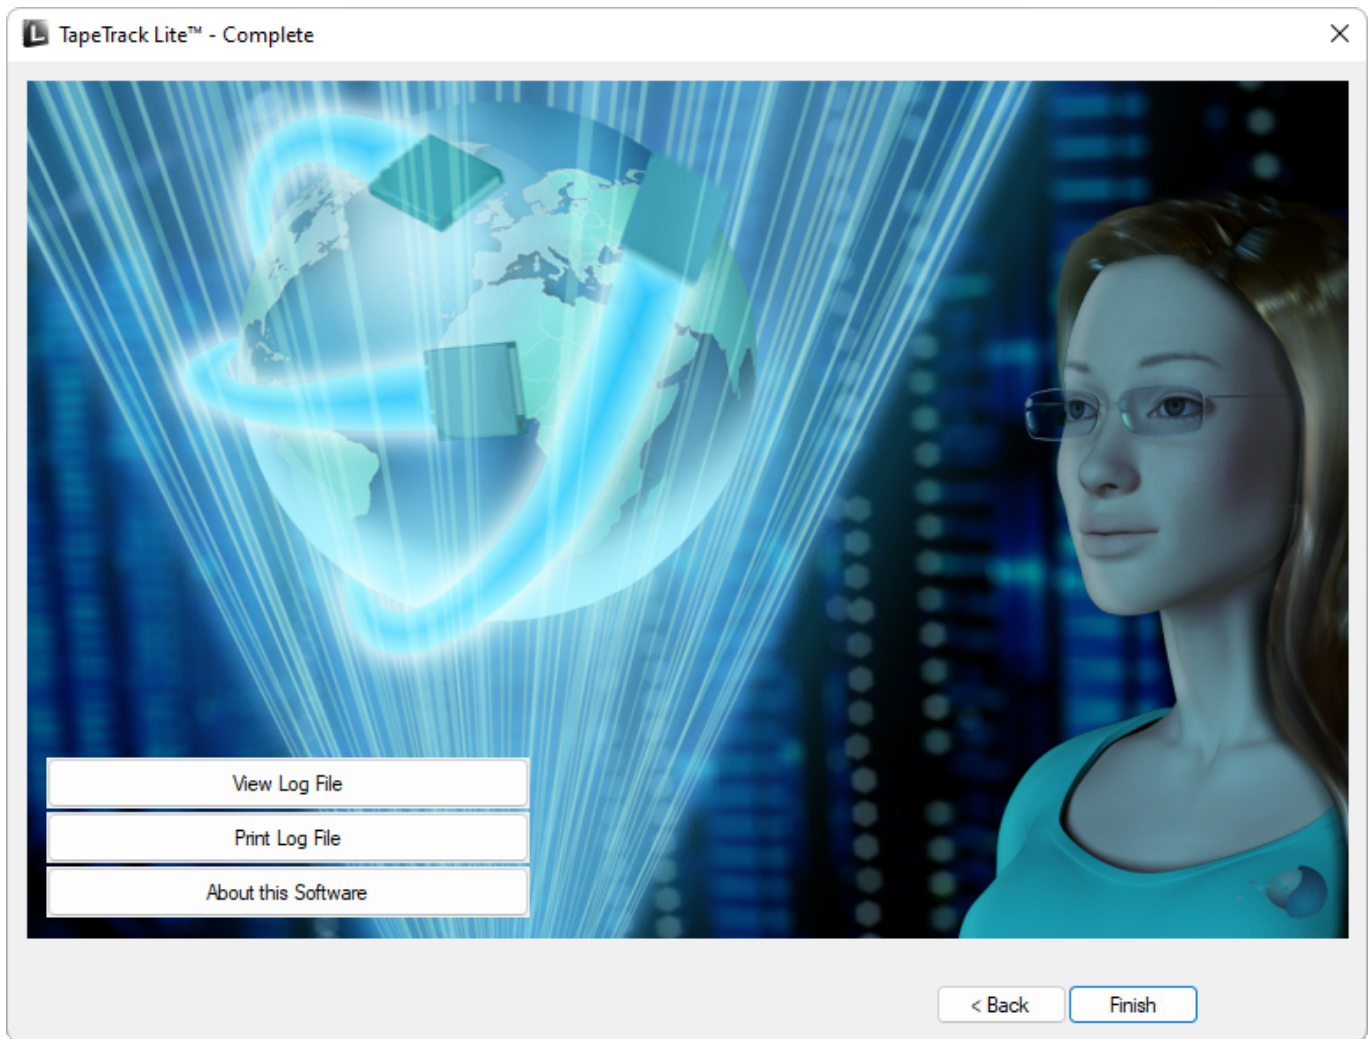 TapeTrack Lite™ - Complete
View Log File
Print Log File
About this Software
< Back
Finish